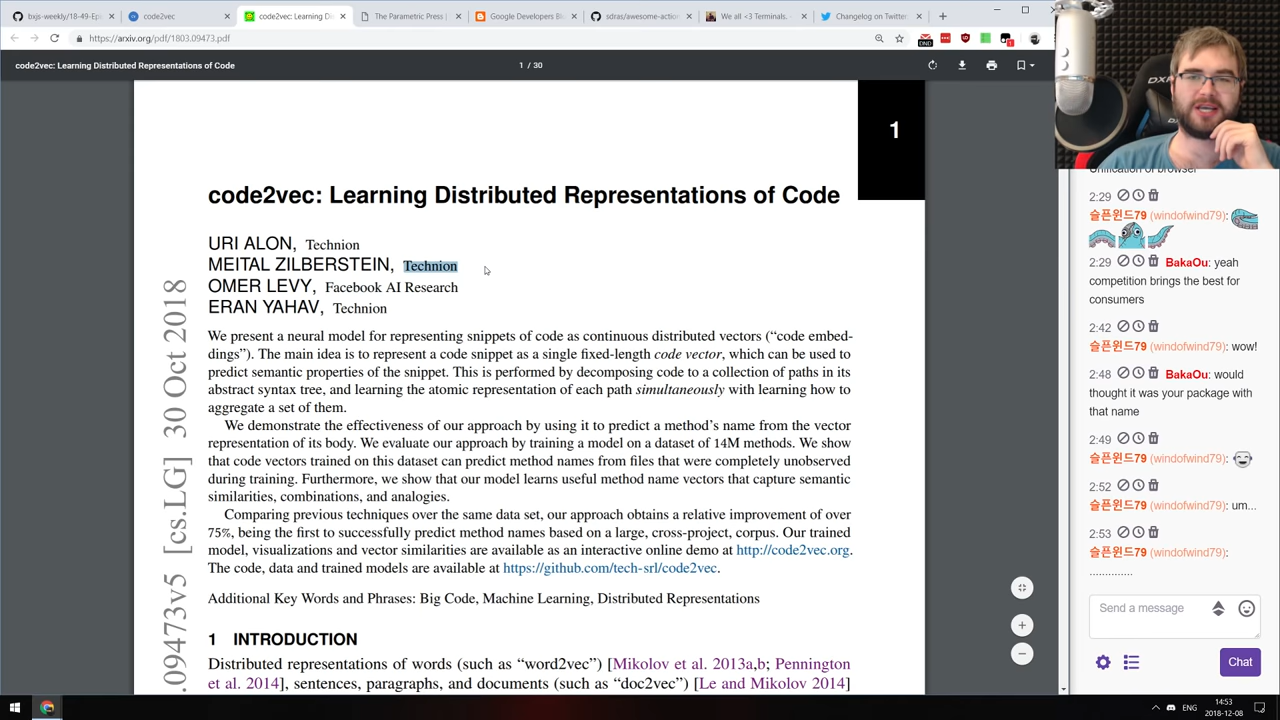 bxjs-weekly/18-49-Epi
code2vec
code2vec: Learning Di
The Parametric Press |
Google Developers Blo
sdras/awesome-action
We all <3 Terminals.
Changelog on Twitter:
https://arxiv.org/pdf/1803.09473.pdf
DND
code2vec: Learning Distributed Representations of Code
1 / 30
1
code2vec: Learning Distributed Representations of Code
URI ALON, Technion
MEITAL ZILBERSTEIN, Technion
OMER LEVY, Facebook AI Research
ERAN YAHAV, Technion
We present a neural model for representing snippets of code as continuous distributed vectors (“code embed-
dings”). The main idea is to represent a code snippet as a single fixed-length code vector, which can be used to
predict semantic properties of the snippet. This is performed by decomposing code to a collection of paths in its
abstract syntax tree, and learning the atomic representation of each path simultaneously with learning how to
aggregate a set of them.
We demonstrate the effectiveness of our approach by using it to predict a method’s name from the vector
representation of its body. We evaluate our approach by training a model on a dataset of 14M methods. We show
that code vectors trained on this dataset can predict method names from files that were completely unobserved
during training. Furthermore, we show that our model learns useful method name vectors that capture semantic
similarities, combinations, and analogies.
Comparing previous techniques over the same data set, our approach obtains a relative improvement of over
75%, being the first to successfully predict method names based on a large, cross-project, corpus. Our trained
model, visualizations and vector similarities are available as an interactive online demo at http://code2vec.org.
The code, data and trained models are available at https://github.com/tech-srl/code2vec.
Additional Key Words and Phrases: Big Code, Machine Learning, Distributed Representations
1 INTRODUCTION
Distributed representations of words (such as “word2vec”) [Mikolov et al. 2013a,b; Pennington
et al. 2014], sentences, paragraphs, and documents (such as “doc2vec”) [Le and Mikolov 2014]
.09473v5 [cs.LG] 30 Oct 2018
DXR
Unification of browser
2:29
슬픈윈드79 (windofwind79):
2:29 BakaOu: yeah
competition brings the best for
consumers
2:42
슬픈윈드79 (windofwind79): wow!
2:48 BakaOu: would
thought it was your package with
that name
2:49
슬픈윈드79 (windofwind79):
2:52
슬픈윈드79 (windofwind79): um...
2:53
슬픈윈드79 (windofwind79):
..............
Send a message
Chat
ENG
14:53
2018-12-08